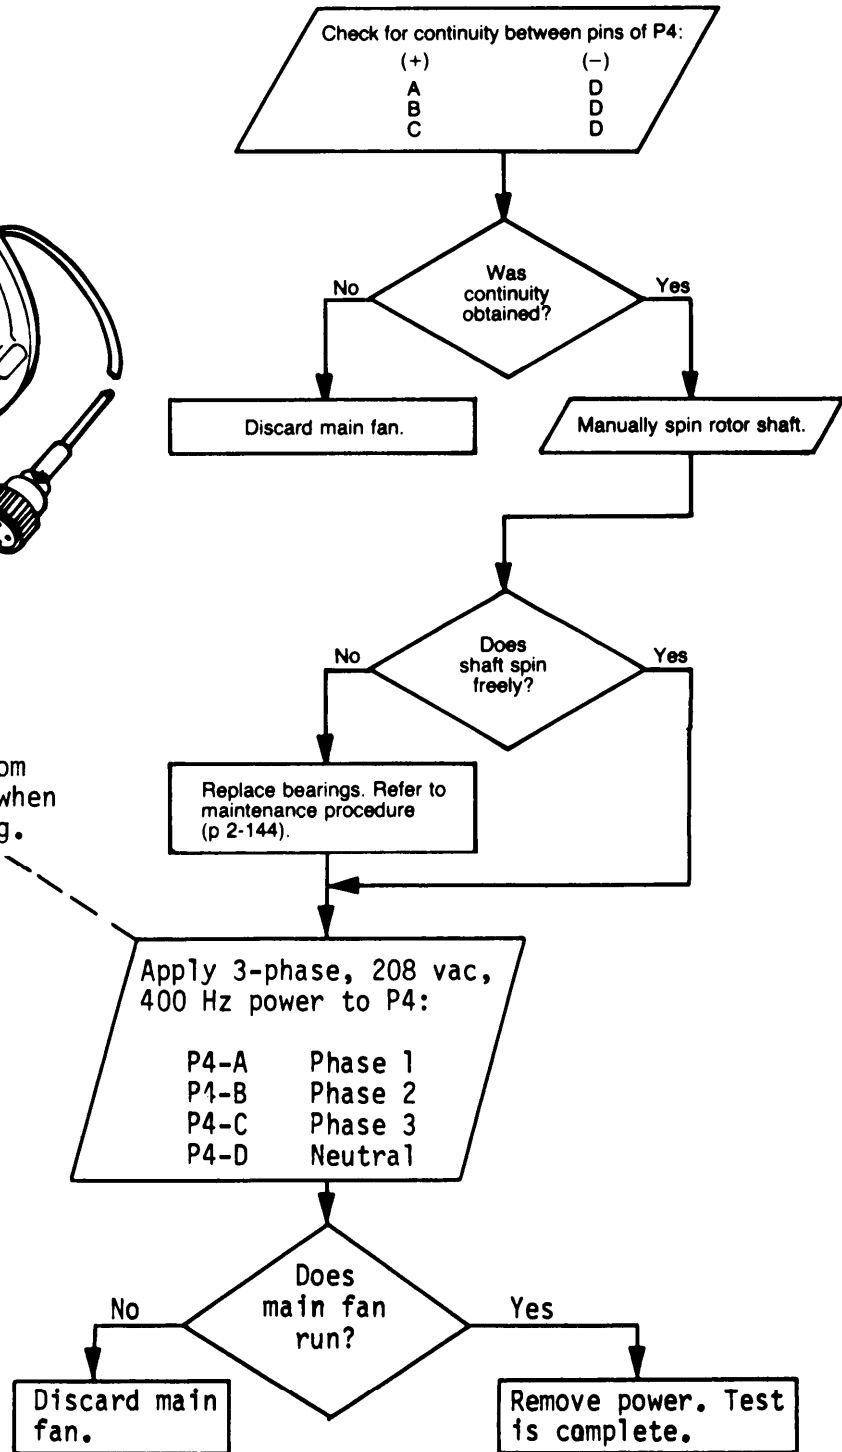 Check for continuity between pins of P4:
(+) (−)
A D
B D
C D
Was
continuity
obtained?
No
Yes
Discard main fan.
Manually spin rotor shaft.
Does
shaft spin
freely?
No
Yes
Replace bearings. Refer to
maintenance procedure
(p 2-144).
om
when
g.
Apply 3-phase, 208 vac,
400 Hz power to P4:
P4-A Phase 1
P4-B Phase 2
P4-C Phase 3
P4-D Neutral
Does
main fan
run?
No
Yes
Discard main
fan.
Remove power. Test
is complete.